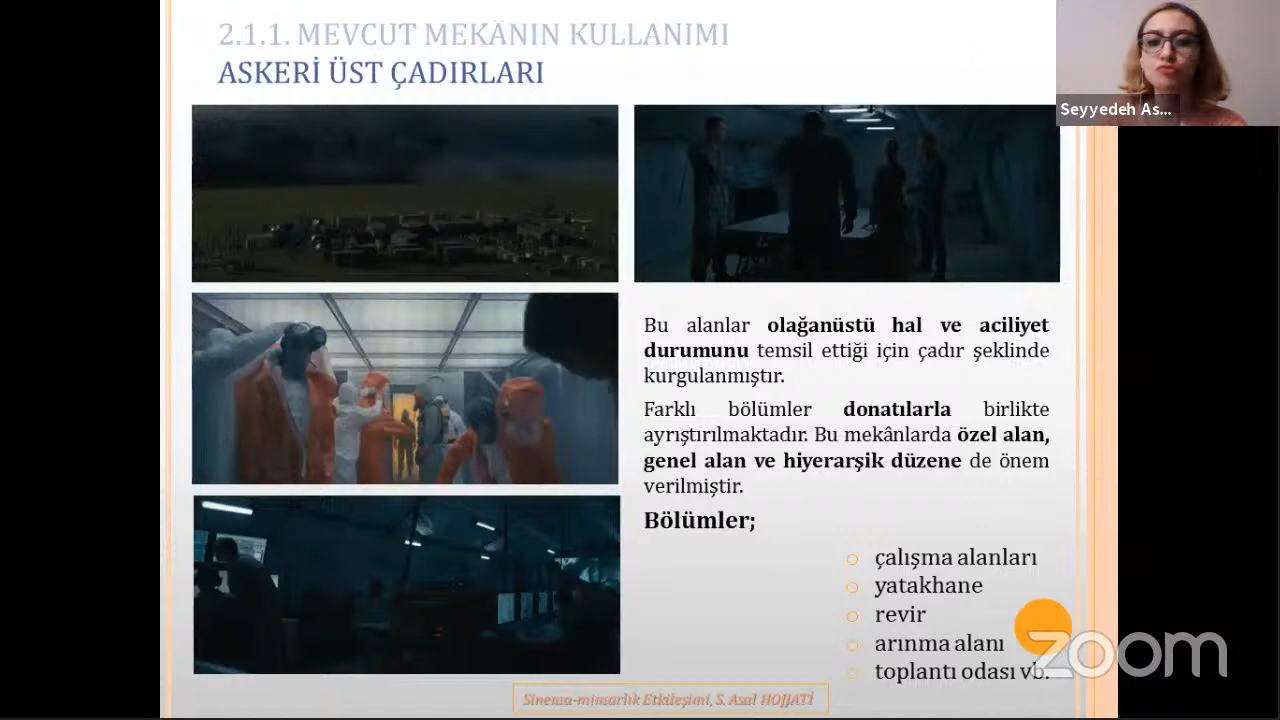 2.1.1. MEVCUT MEKÂNIN KULLANIMI
ASKERİ ÜST ÇADIRLARI
Seyyedeh As...
Bu alanlar olağanüstü hal ve aciliyet
durumunu temsil ettiği için çadır şeklinde
kurgulanmıştır.
Farklı bölümler donatılarla birlikte
ayrıştırılmaktadır. Bu mekânlarda özel alan,
genel alan ve hiyerarşik düzene de önem
verilmiştir.
Bölümler;
çalışma alanları
yatakhane
revir
arınma alanı
toplantı odası vb.
zoom
Sinema-mimarlık Etkileşimi, S. Asal HOJJATİ